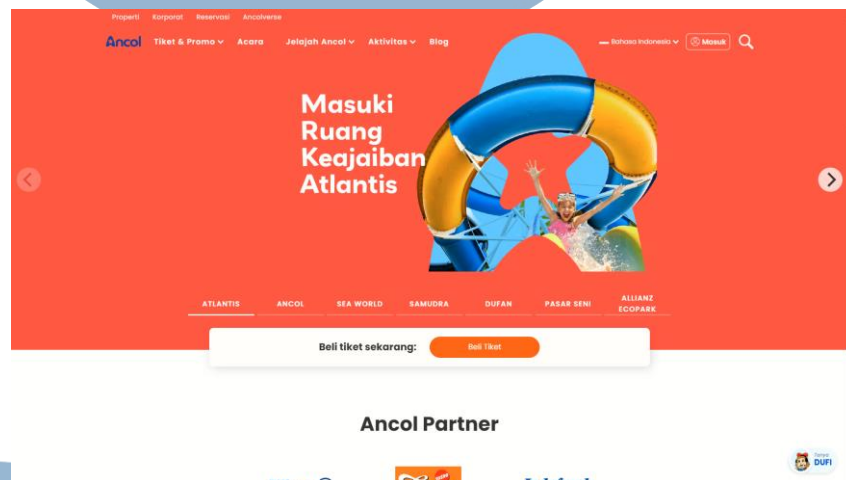 Properti Korporat Reservasi Ancolverse
Ancol Tiket & Promo Acara Jelajah Ancol Aktivitas Blog Bahasa Indonesia Masuk
Masuki
Ruang
Keajaiban
Atlantis
ATLANTIS ANCOL SEA WORLD SAMUDRA DUFAN PASAR SENI ALLIANZ
ECOPARK
Beli tiket sekarang: Beli Tiket
Ancol Partner
Tanya
DUFI